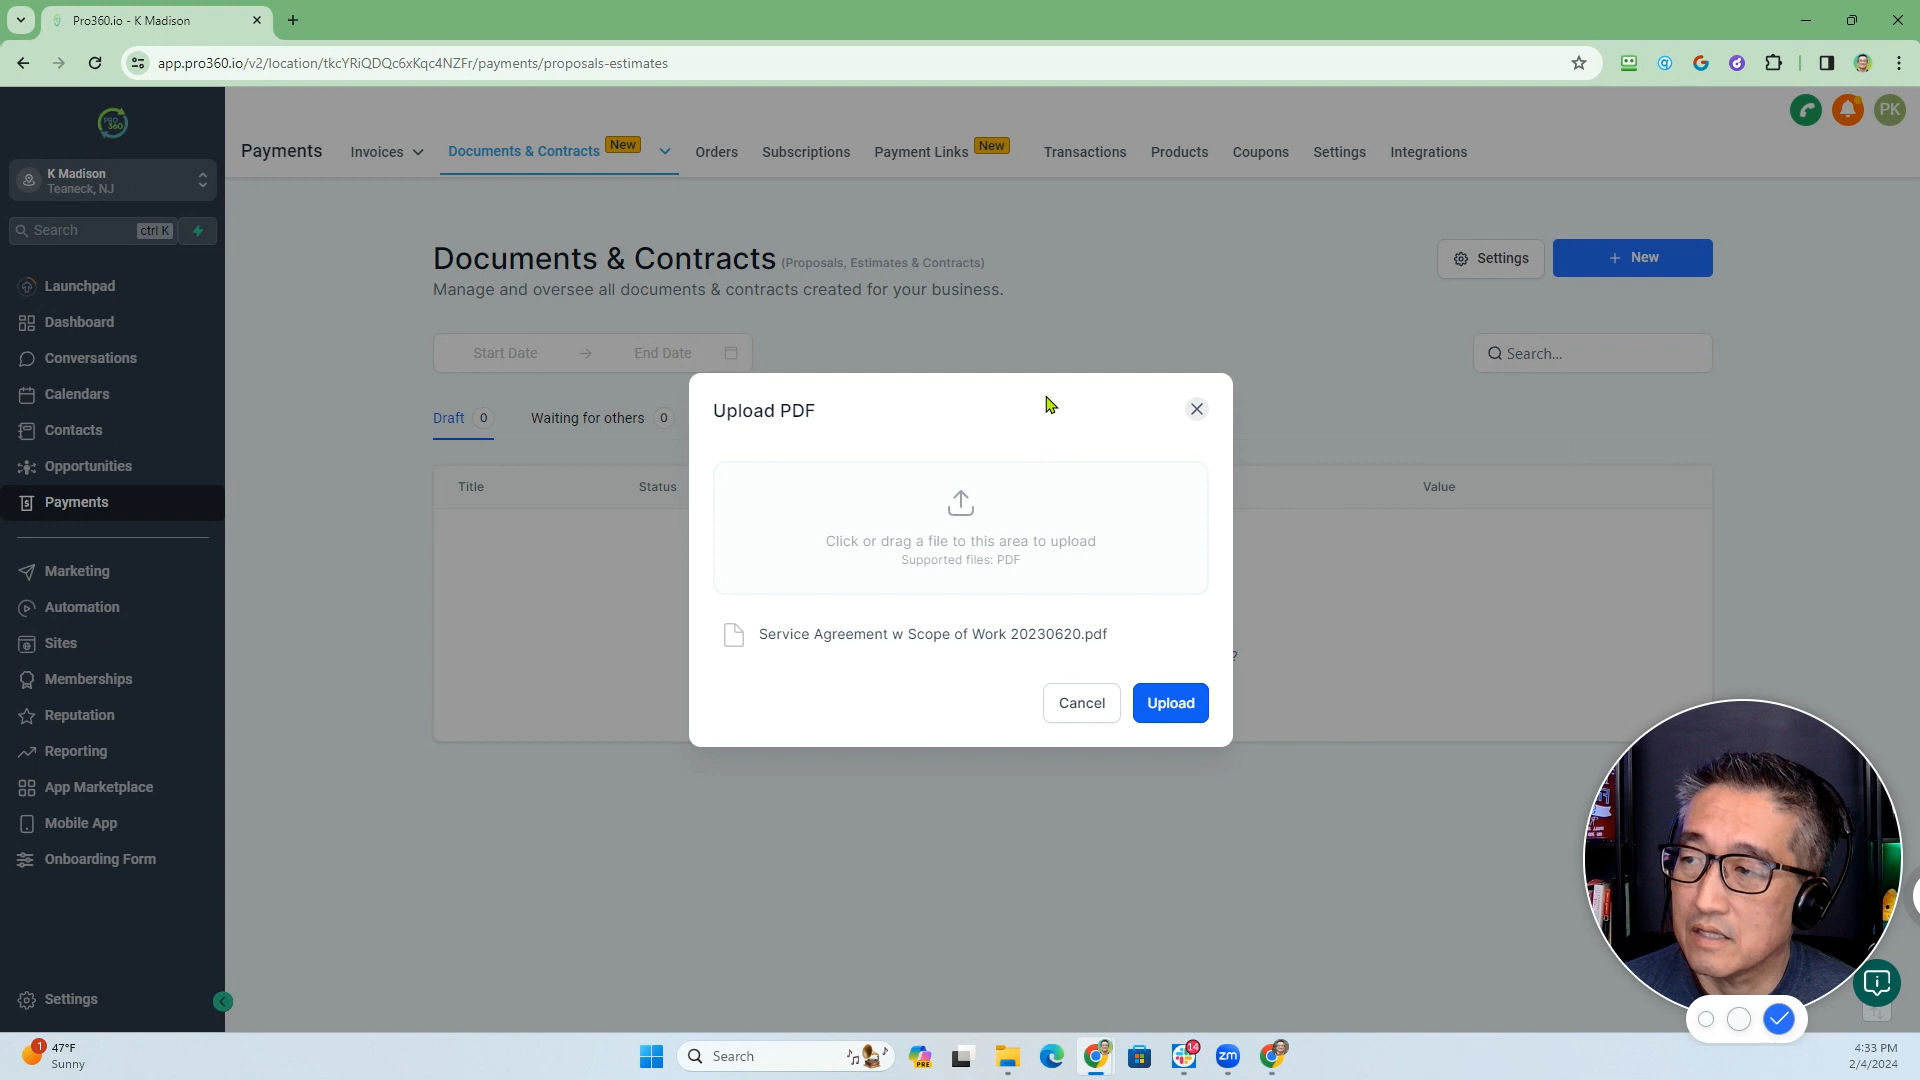 Pro360.io - K Madison
app.pro360.io/v2/location/tkcYRiQDQc6xKqc4NZFr/payments/proposals-estimates
PRO
360
PK
Payments
Invoices
Documents & Contracts
New
Orders
Subscriptions
Payment Links
New
Transactions
Products
Coupons
Settings
Integrations
K Madison
Teaneck, NJ
Search
ctrl K
Launchpad
Dashboard
Conversations
Calendars
Contacts
Opportunities
Payments
Marketing
Automation
Sites
Memberships
Reputation
Reporting
App Marketplace
Mobile App
Onboarding Form
Settings
Documents & Contracts (Proposals, Estimates & Contracts)
Manage and oversee all documents & contracts created for your business.
Settings
+ New
Start Date → End Date
Search...
Draft 0
Waiting for others 0
Title
Status
Value
?
Upload PDF
Click or drag a file to this area to upload
Supported files: PDF
Service Agreement w Scope of Work 20230620.pdf
Cancel
Upload
1
47°F
Sunny
Search
PRE
14
zm
4:33 PM
2/4/2024